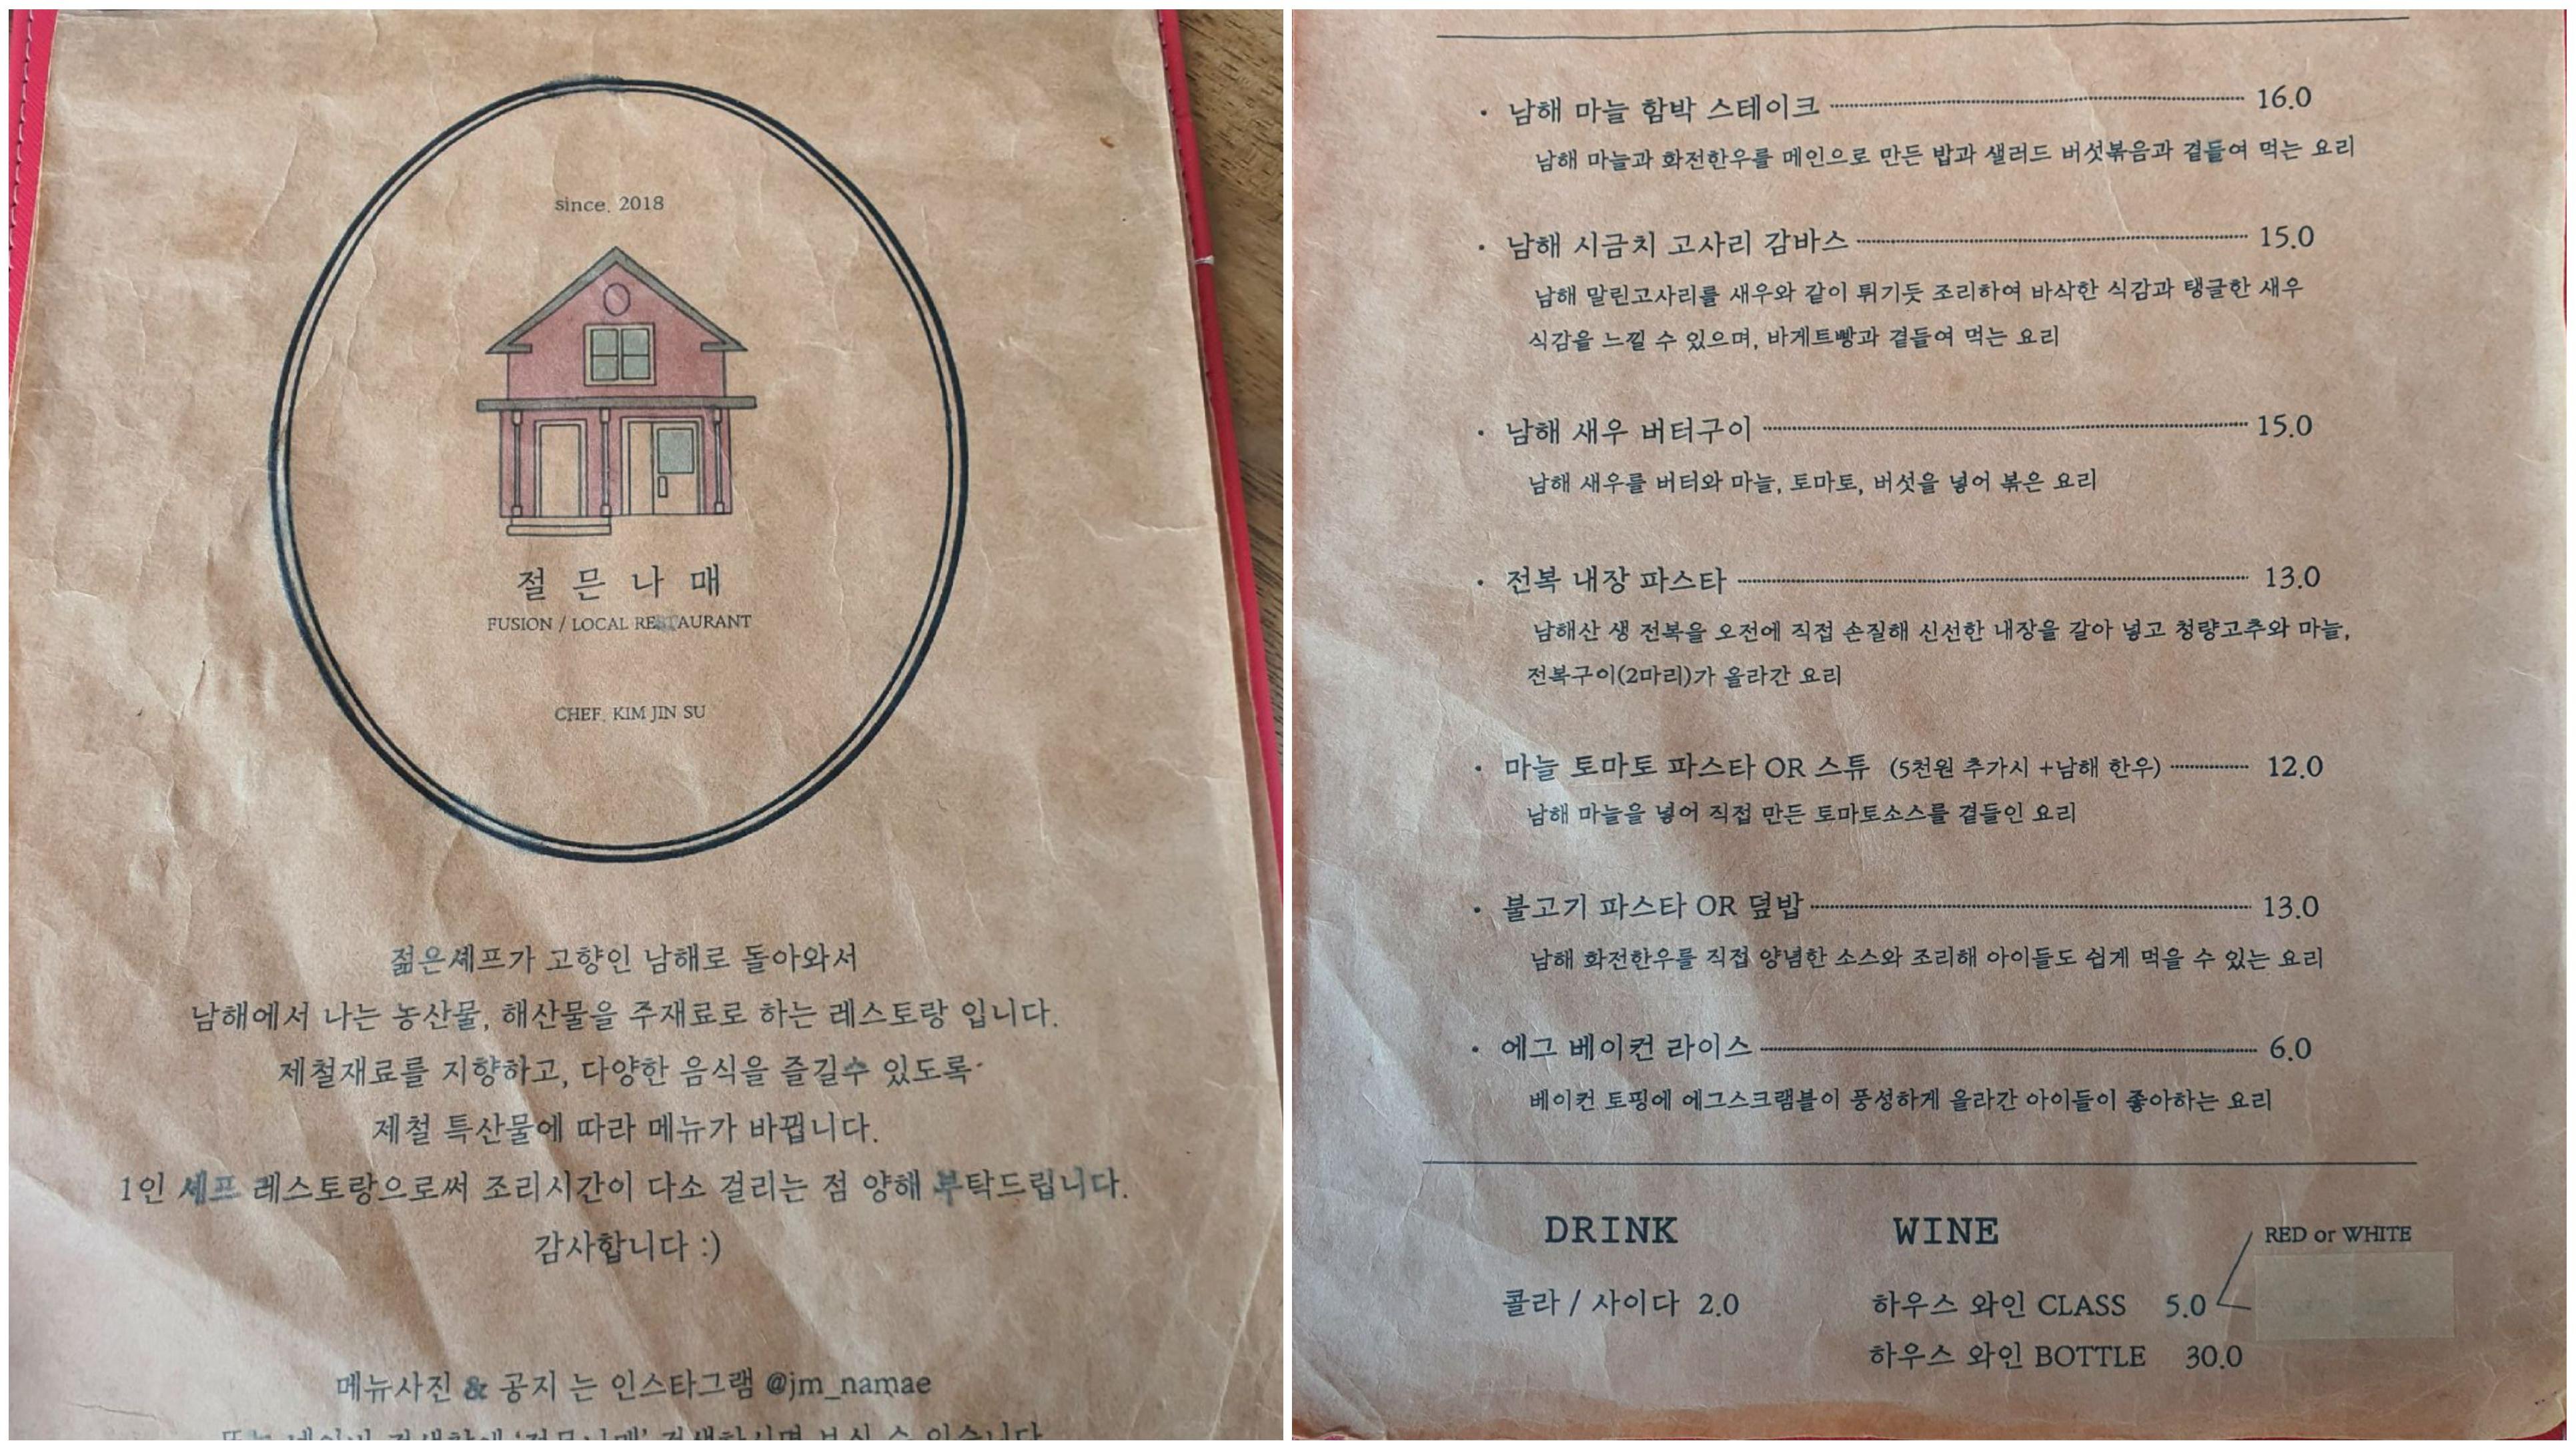 since. 2018
절 믄 나 매
FUSION / LOCAL RESTAURANT
CHEF. KIM JIN SU
젊은셰프가 고향인 남해로 돌아와서
남해에서 나는 농산물, 해산물을 주재료로 하는 레스토랑 입니다.
제철재료를 지향하고, 다양한 음식을 즐길수 있도록
제철 특산물에 따라 메뉴가 바뀝니다.
1인 셰프 레스토랑으로써 조리시간이 다소 걸리는 점 양해 부탁드립니다.
감사합니다 :)
메뉴사진 & 공지 는 인스타그램 @jm_namae
· 남해 마늘 함박 스테이크 16.0
남해 마늘과 화전한우를 메인으로 만든 밥과 샐러드 버섯볶음과 곁들여 먹는 요리
· 남해 시금치 고사리 감바스 15.0
남해 말린고사리를 새우와 같이 튀기듯 조리하여 바삭한 식감과 탱글한 새우
식감을 느낄 수 있으며, 바게트빵과 곁들여 먹는 요리
· 남해 새우 버터구이 15.0
남해 새우를 버터와 마늘, 토마토, 버섯을 넣어 볶은 요리
· 전복 내장 파스타 13.0
남해산 생 전복을 오전에 직접 손질해 신선한 내장을 갈아 넣고 청량고추와 마늘,
전복구이(2마리)가 올라간 요리
· 마늘 토마토 파스타 OR 스튜 (5천원 추가시 +남해 한우) 12.0
남해 마늘을 넣어 직접 만든 토마토소스를 곁들인 요리
· 불고기 파스타 OR 덮밥 13.0
남해 화전한우를 직접 양념한 소스와 조리해 아이들도 쉽게 먹을 수 있는 요리
· 에그 베이컨 라이스 6.0
베이컨 토핑에 에그스크램블이 풍성하게 올라간 아이들이 좋아하는 요리
DRINK
콜라 / 사이다 2.0
WINE
RED or WHITE
하우스 와인 CLASS 5.0
하우스 와인 BOTTLE 30.0